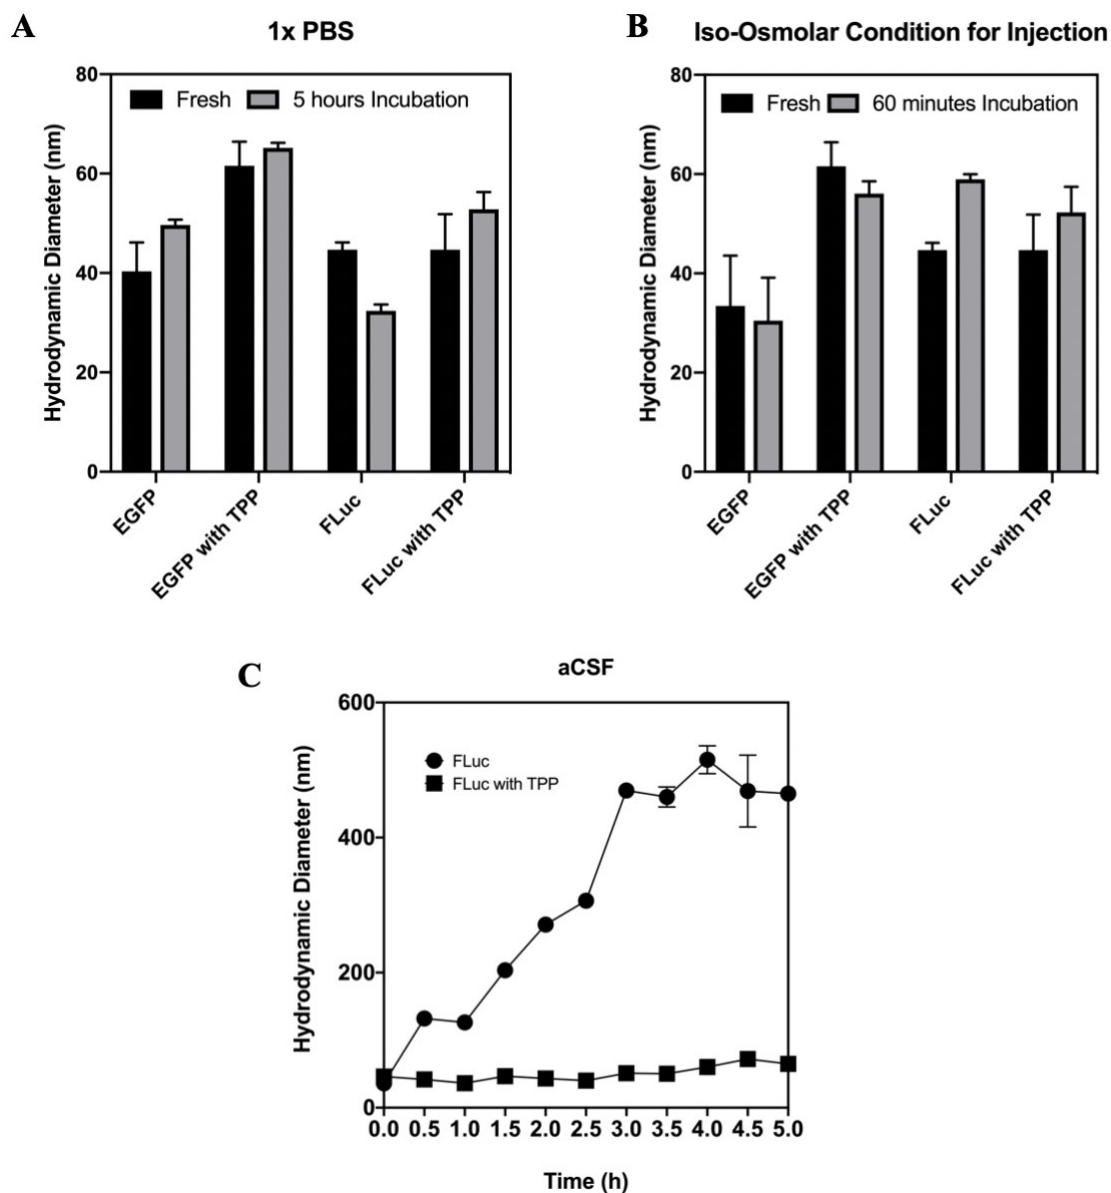 A
1x PBS
Fresh
5 hours Incubation
Hydrodynamic Diameter (nm)
80
60
40
20
0
EGFP
EGFP with TPP
FLuc
FLuc with TPP
B
Iso-Osmolar Condition for Injection
Fresh
60 minutes Incubation
Hydrodynamic Diameter (nm)
80
60
40
20
0
EGFP
EGFP with TPP
FLuc
FLuc with TPP
C
aCSF
FLuc
FLuc with TPP
Hydrodynamic Diameter (nm)
600
400
200
0
0.0 0.5 1.0 1.5 2.0 2.5 3.0 3.5 4.0 4.5 5.0
Time (h)